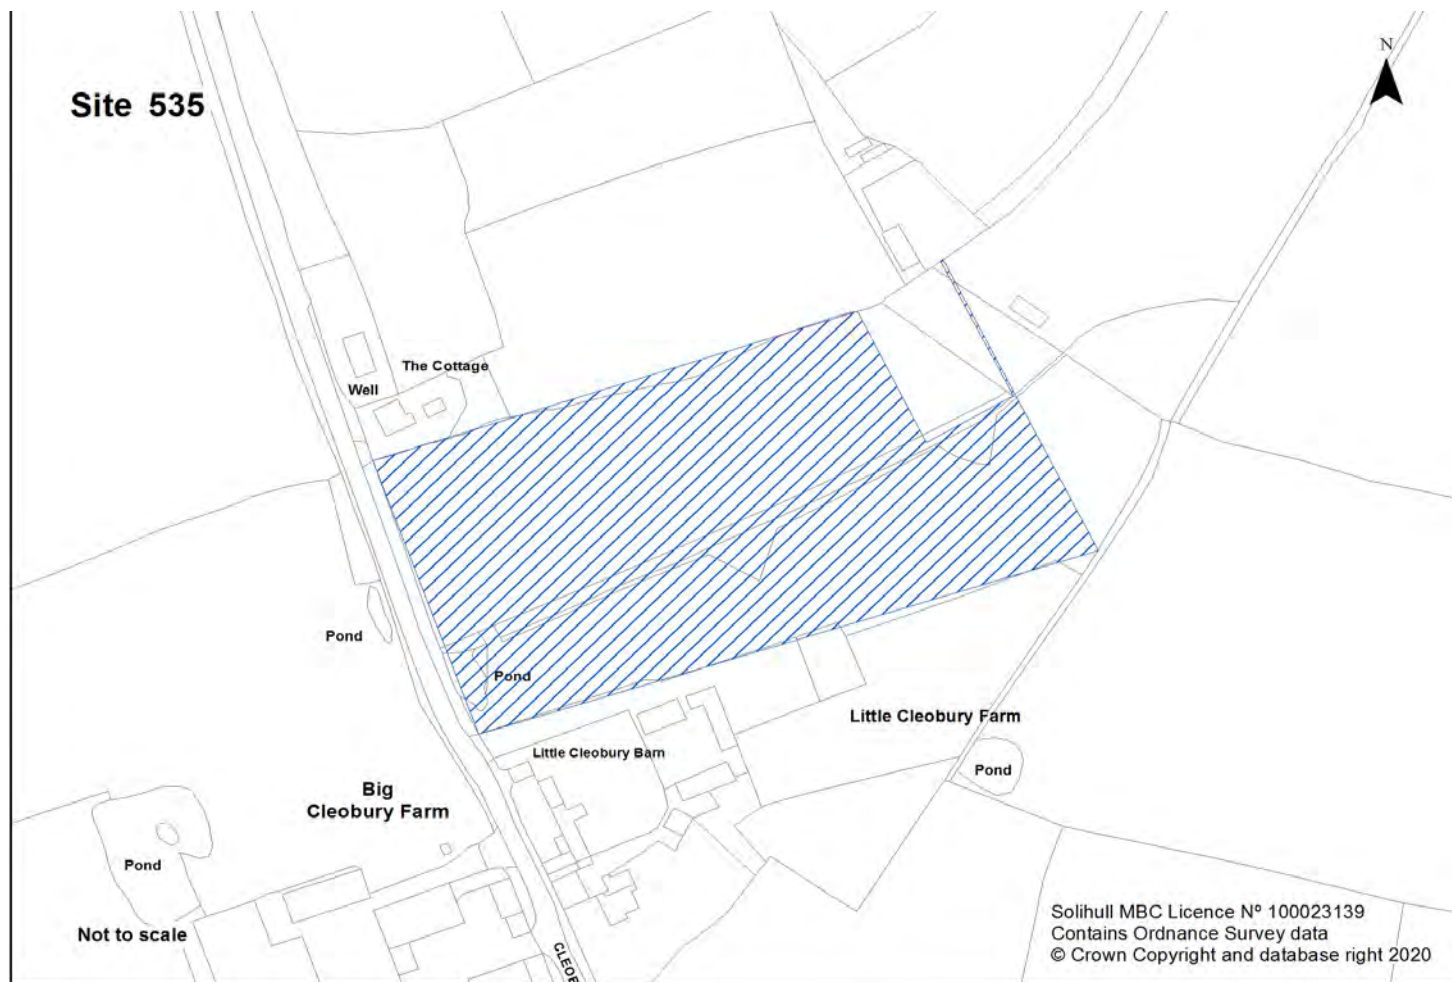 Site 535
N
The Cottage
Well
Pond
Pond
Little Cleobury Farm
Little Cleobury Barn
Pond
Big
Cleobury Farm
Pond
Not to scale
CLEOB
Solihull MBC Licence Nº 100023139
Contains Ordnance Survey data
© Crown Copyright and database right 2020